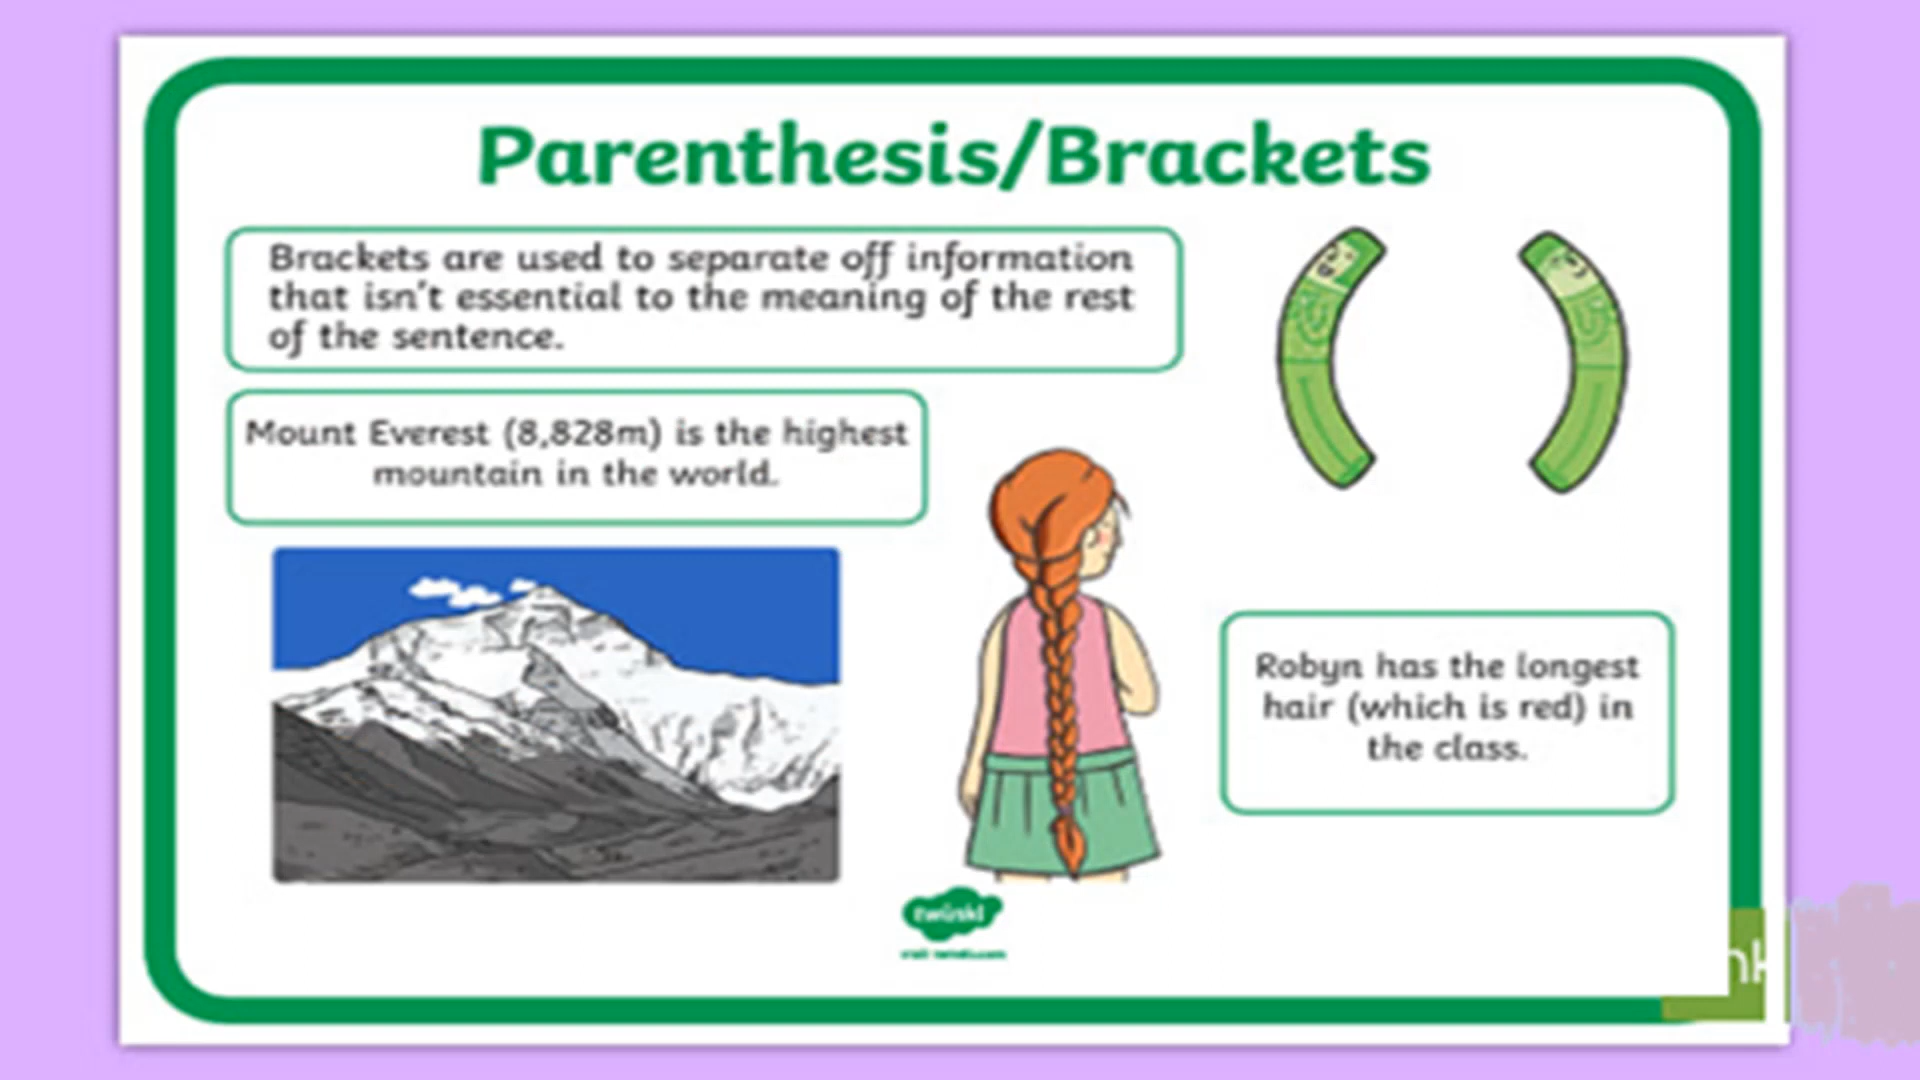 Parenthesis/Brackets
Brackets are used to separate off information
that isn't essential to the meaning of the rest
of the sentence.
Mount Everest (8,828m) is the highest
mountain in the world.
Robyn has the longest
hair (which is red) in
the class.
twinkl